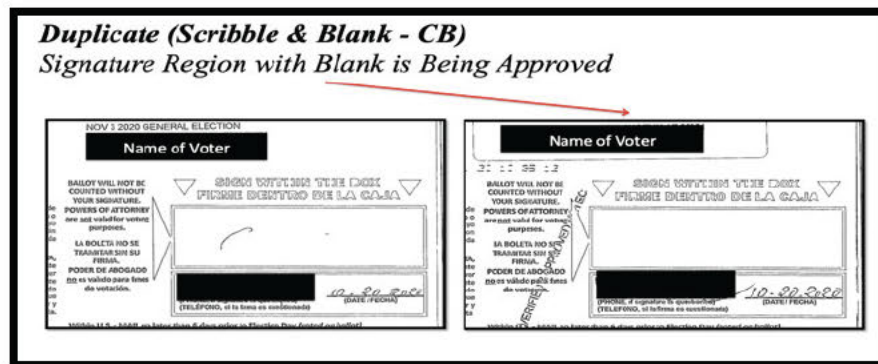 Duplicate (Scribble & Blank - CB)
Signature Region with Blank is Being Approved
NOV 3 2020 GENERAL ELECTION
Name of Voter
BALLOT WILL NOT BE
COUNTED WITHOUT
YOUR SIGNATURE.
POWERS OF ATTORNEY
are not valid for voting
purposes.
LA BOLETA NO SE
TRAMITAR SIN SU
FIRMA.
PODER DE ABOGADO
no es válido para fines
de votación.
SIGN WITHIN THE BOX
FIRME DENTRO DE LA CAJA
10-20-2020
(DATE / FECHA)
(TELÉFONO, si la firma es cuestionada)
Name of Voter
BALLOT WILL NOT BE
COUNTED WITHOUT
YOUR SIGNATURE.
POWERS OF ATTORNEY
are not valid for voting
purposes.
LA BOLETA NO SE
TRAMITAR SIN SU
FIRMA.
PODER DE ABOGADO
no es válido para fines
de votación.
VERIFIED & APPROVED MCTEC
SIGN WITHIN THE BOX
FIRME DENTRO DE LA CAJA
10-20-2020
(PHONE, if signature is questioned)
(DATE / FECHA)
(TELÉFONO, si la firma es cuestionada)